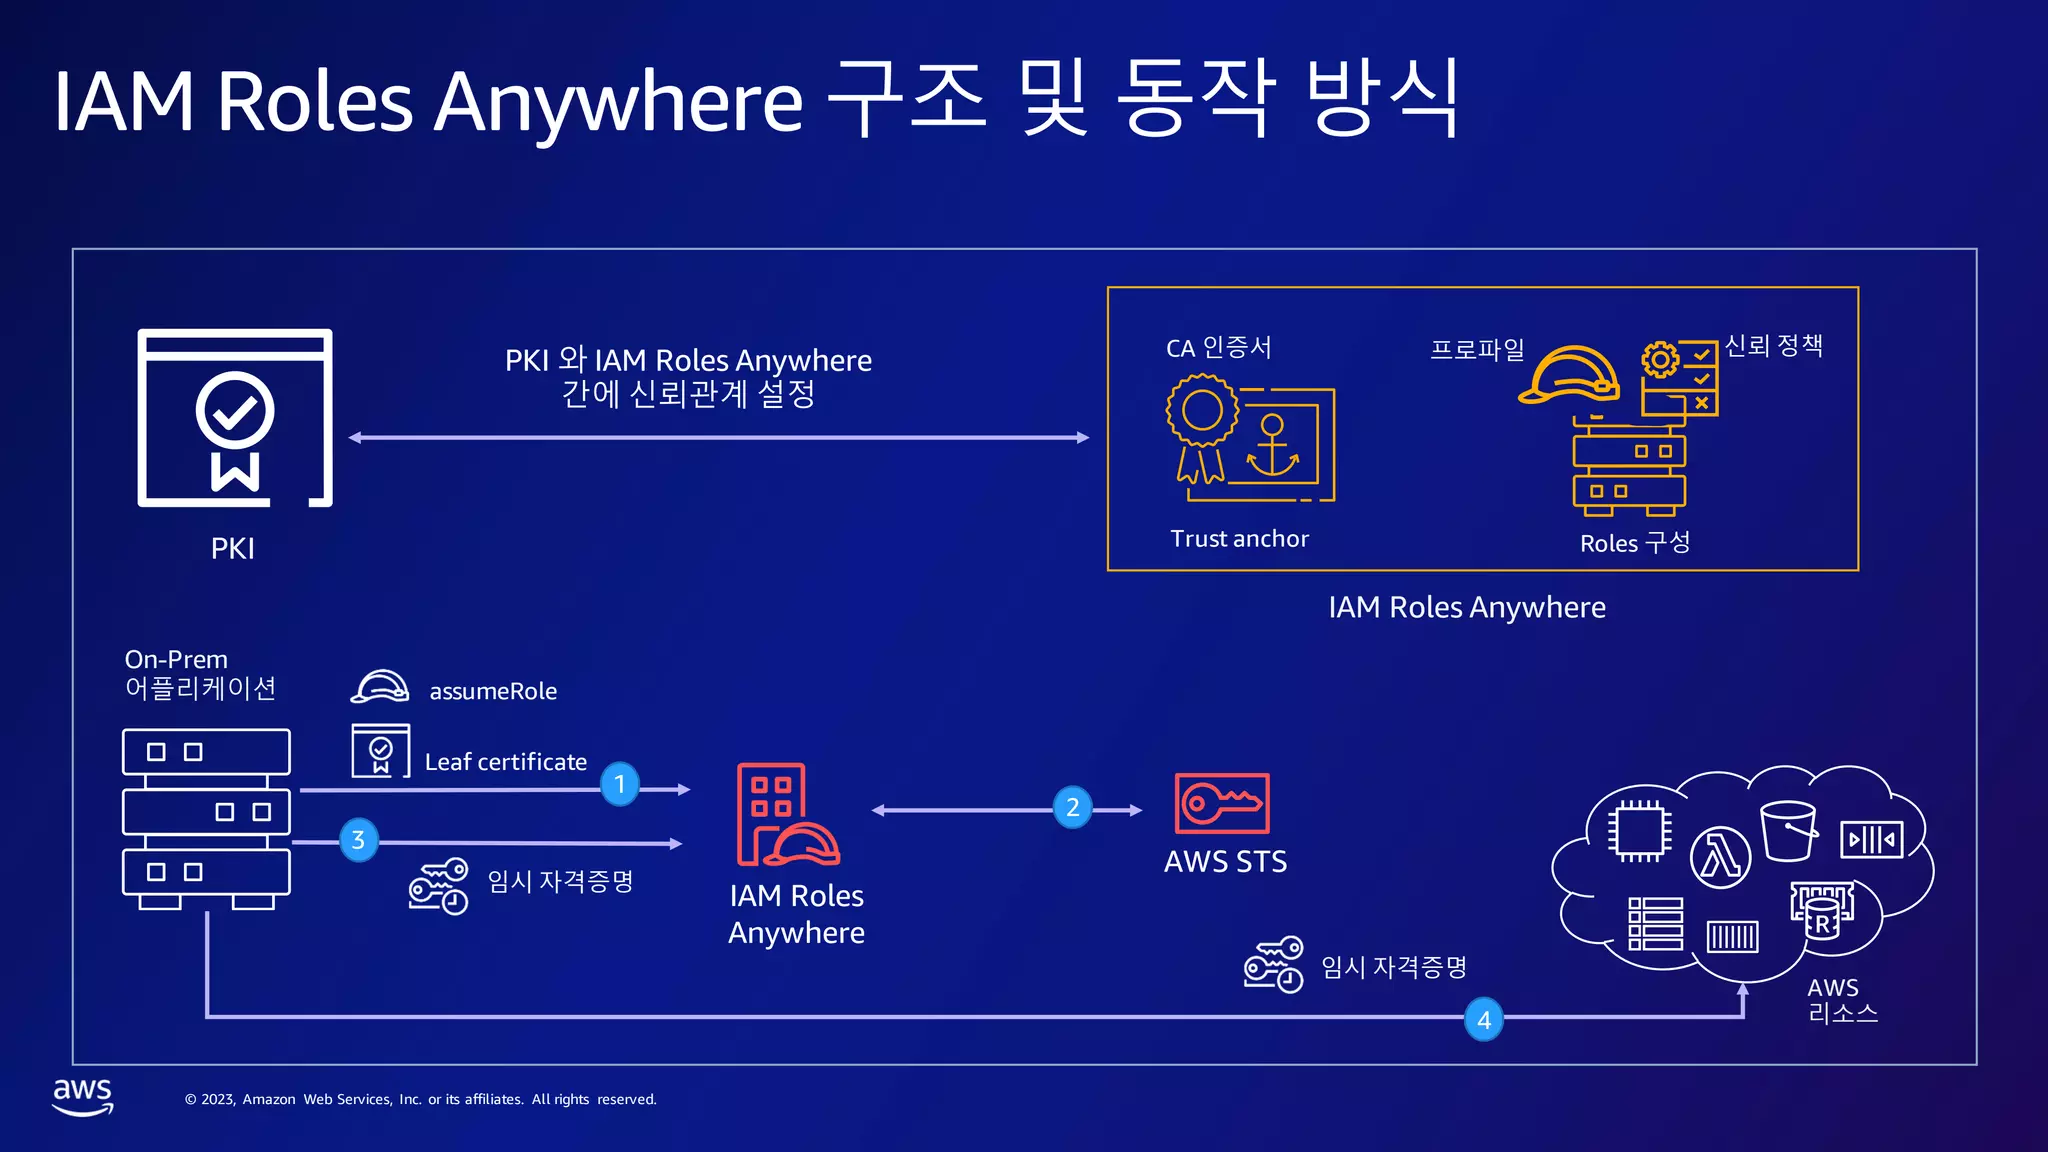 IAM Roles Anywhere 구조 및 동작 방식
PKI 와 IAM Roles Anywhere
간에 신뢰관계 설정
PKI
CA 인증서
프로파일
신뢰 정책
Trust anchor
Roles 구성
IAM Roles Anywhere
On-Prem
어플리케이션
assumeRole
Leaf certificate
1
3
임시 자격증명
IAM Roles
Anywhere
2
AWS STS
R
임시 자격증명
4
AWS
리소스
aws
© 2023, Amazon Web Services, Inc. or its affiliates. All rights reserved.